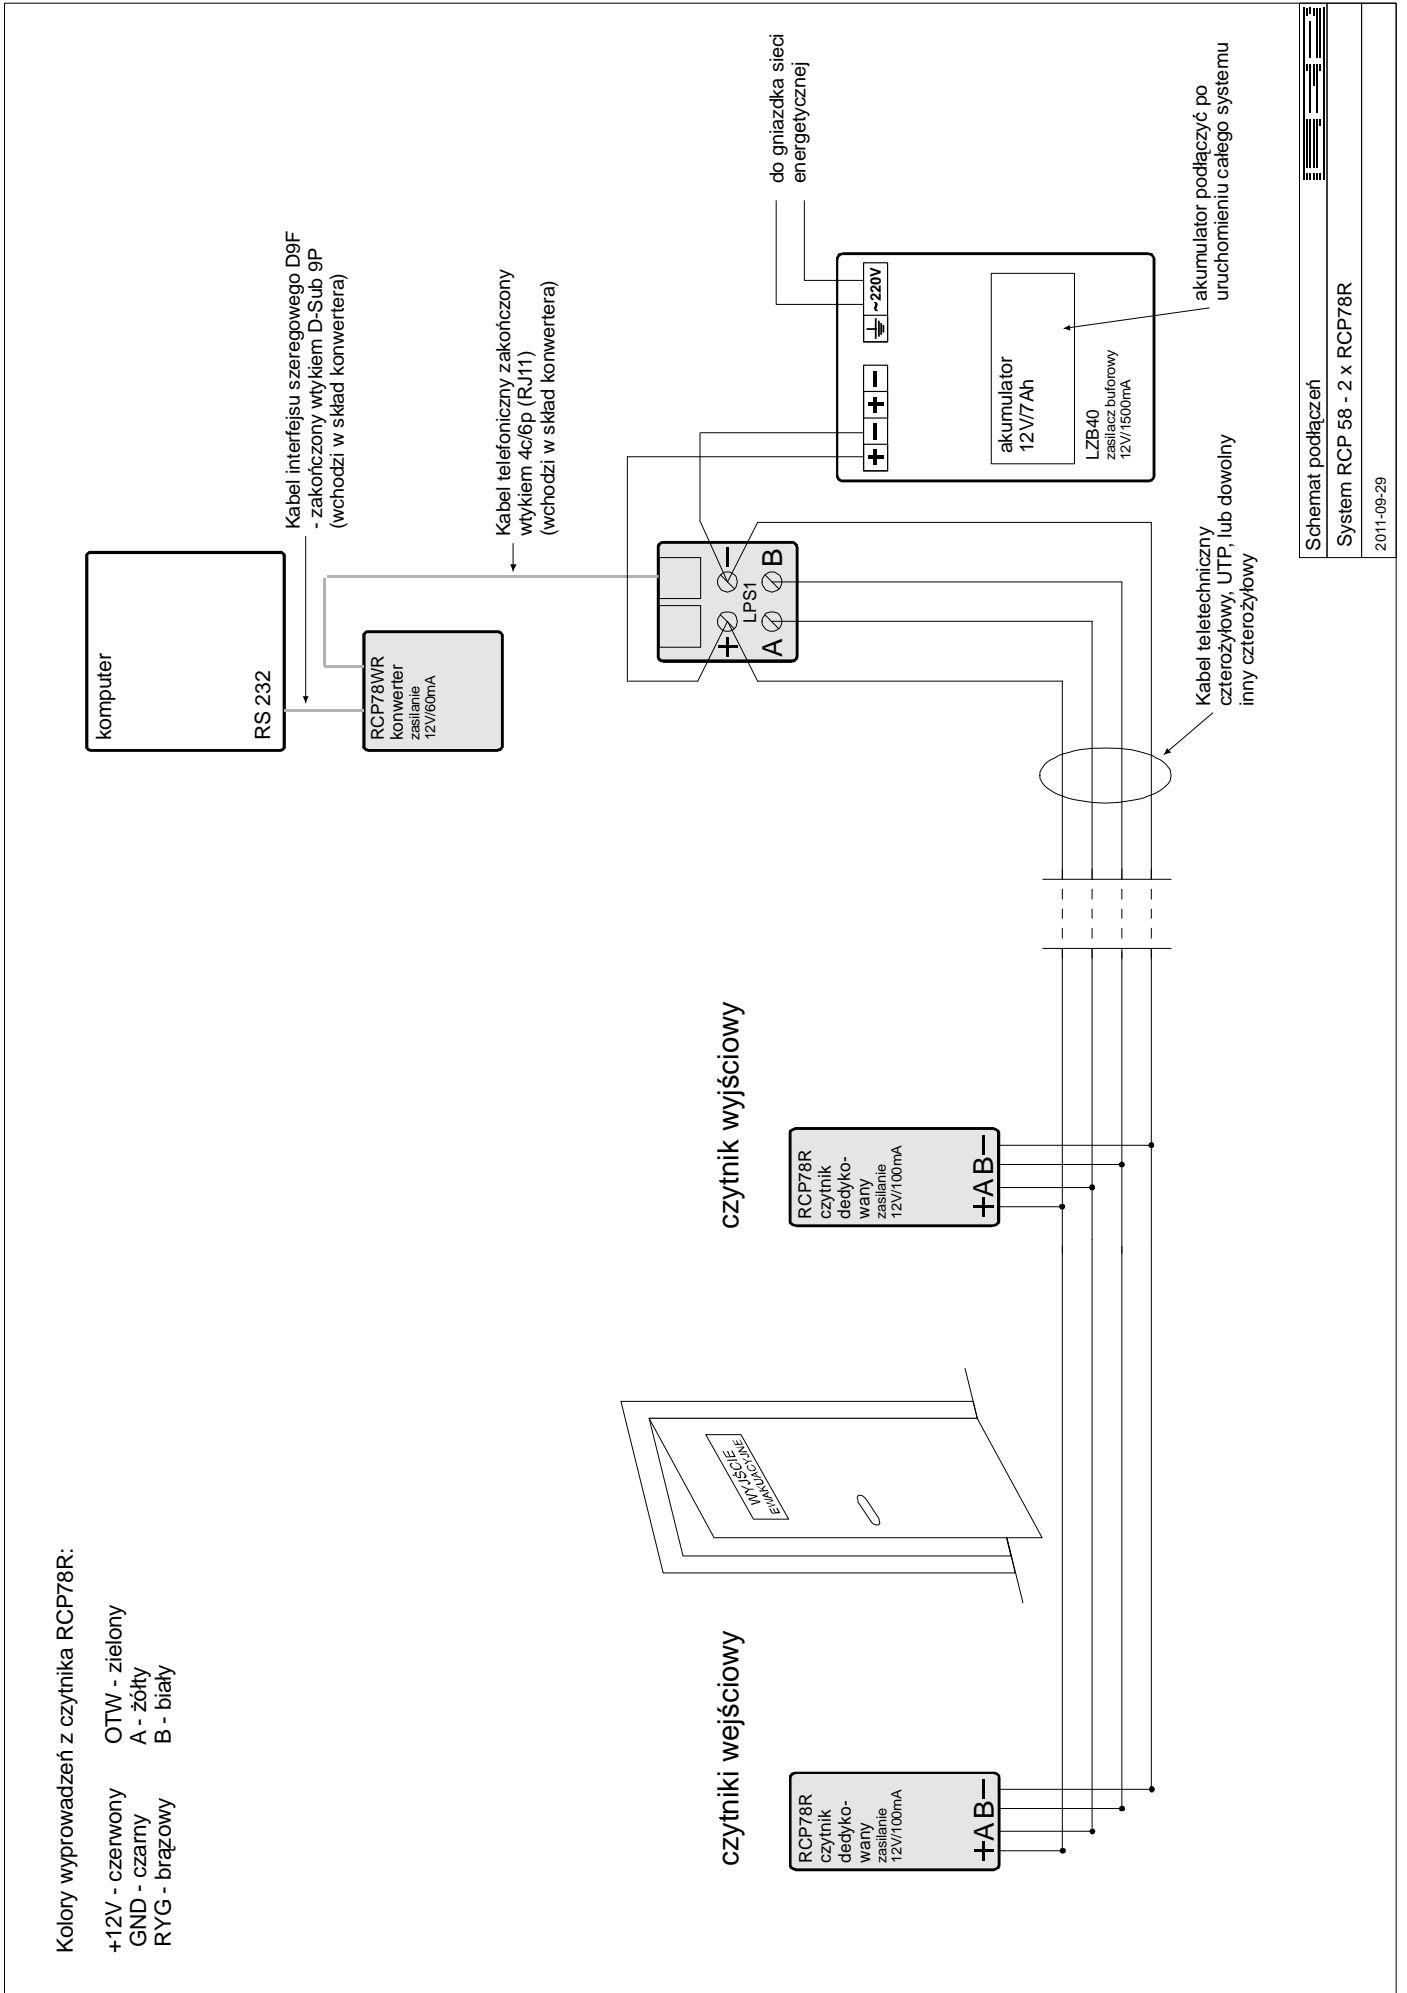 Kolory wyprowadzeń z czytnika RCP78R:
+12V - czerwony
GND - czarny
RYG - brązowy
OTW - zielony
A - żółty
B - biały
komputer
RS 232
Kabel interfejsu szeregowego D9F
- zakończony wtykiem D-Sub 9P
(wchodzi w skład konwertera)
RCP78WR
konwerter
zasilanie
12V/60mA
Kabel telefoniczny zakończony
wtykiem 4c/6p (RJ11)
(wchodzi w skład konwertera)
+ -
LPS1
A B
do gniazdka sieci
energetycznej
+ - + - ~220V
akumulator
12V/7Ah
LZB40
zasilacz buforowy
12V/1500mA
akumulator podłączyć po
uruchomieniu całego systemu
czytniki wejściowy
RCP78R
czytnik
dedyko-
wany
zasilanie
12V/100mA
+AB-
WYJŚCIE
EWAKUACYJNE
czytnik wyjściowy
RCP78R
czytnik
dedyko-
wany
zasilanie
12V/100mA
+AB-
Kabel teletechniczny
czterożyłowy, UTP, lub dowolny
inny czterożyłowy
Schemat podłączeń
System RCP 58 - 2 x RCP78R
2011-09-29